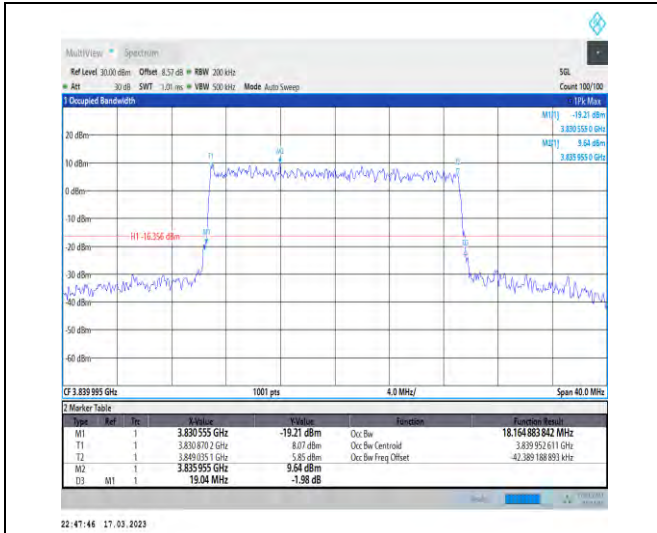 MultiView Spectrum
Ref Level 30.00 dBm Offset 8.57 dB RBW 200 kHz SGL
Att 30 dB SWT 1.01 ms VBW 500 kHz Mode Auto Sweep Count 100/100
1 Occupied Bandwidth 1Pk Max
M1[1] -19.21 dBm
3.830 555 0 GHz
20 dBm
M2[1] 9.64 dBm
3.835 955 0 GHz
T1 M2
10 dBm
0 dBm
-10 dBm
M1
H1 -16.356 dBm
D3
-20 dBm
-30 dBm
-40 dBm
-50 dBm
-60 dBm
CF 3.839 995 GHz 1001 pts 4.0 MHz/ Span 40.0 MHz
2 Marker Table
Type Ref Trc X-Value Y-Value Function Function Result
M1 1 3.830 555 GHz -19.21 dBm Occ Bw 18.164 883 842 MHz
T1 1 3.830 870 2 GHz 8.07 dBm Occ Bw Centroid 3.839 952 611 GHz
T2 1 3.849 035 1 GHz 5.85 dBm Occ Bw Freq Offset -42.389 188 893 kHz
M2 1 3.835 955 GHz 9.64 dBm
D3 M1 1 19.04 MHz -1.98 dB
22:47:46 17.03.2023